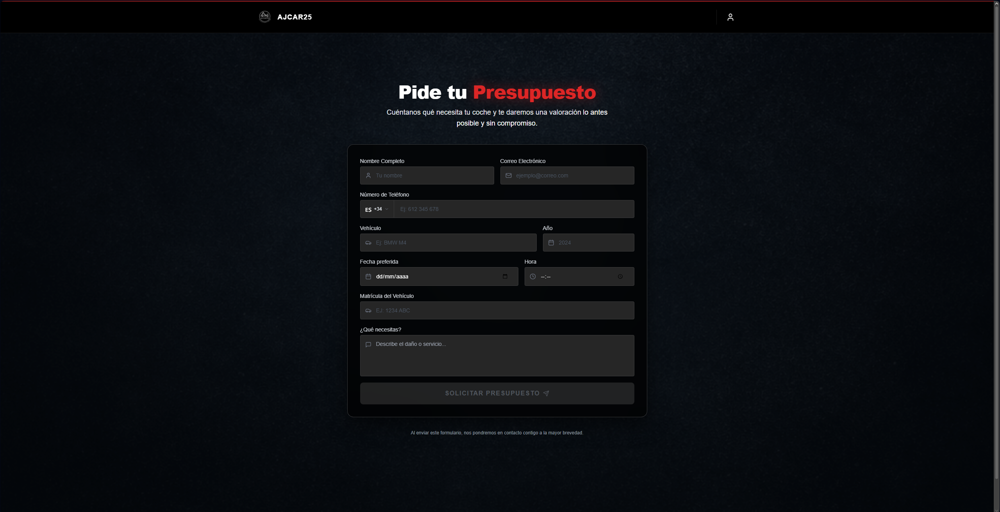 AJCAR25
Pide tu Presupuesto
Cuéntanos qué necesita tu coche y te daremos una valoración lo antes
posible y sin compromiso.
Nombre Completo
Correo Electrónico
Tu nombre
ejemplo@correo.com
Número de Teléfono
ES +34
Ej: 612 345 678
Vehículo
Año
Ej: BMW M4
2024
Fecha preferida
Hora
dd/mm/aaaa
--:--
Matrícula del Vehículo
EJ: 1234 ABC
¿Qué necesitas?
Describe el daño o servicio...
SOLICITAR PRESUPUESTO
Al enviar este formulario, nos pondremos en contacto contigo a la mayor brevedad.